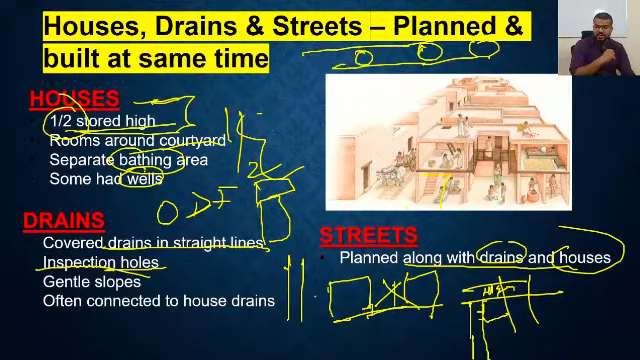 Houses, Drains & Streets – Planned &
built at same time
HOUSES
1/2 stored high
Rooms around courtyard
Separate bathing area
Some had wells
ODF
DRAINS
Covered drains in straight lines
Inspection holes
Gentle slopes
Often connected to house drains
STREETS
Planned along with drains and houses